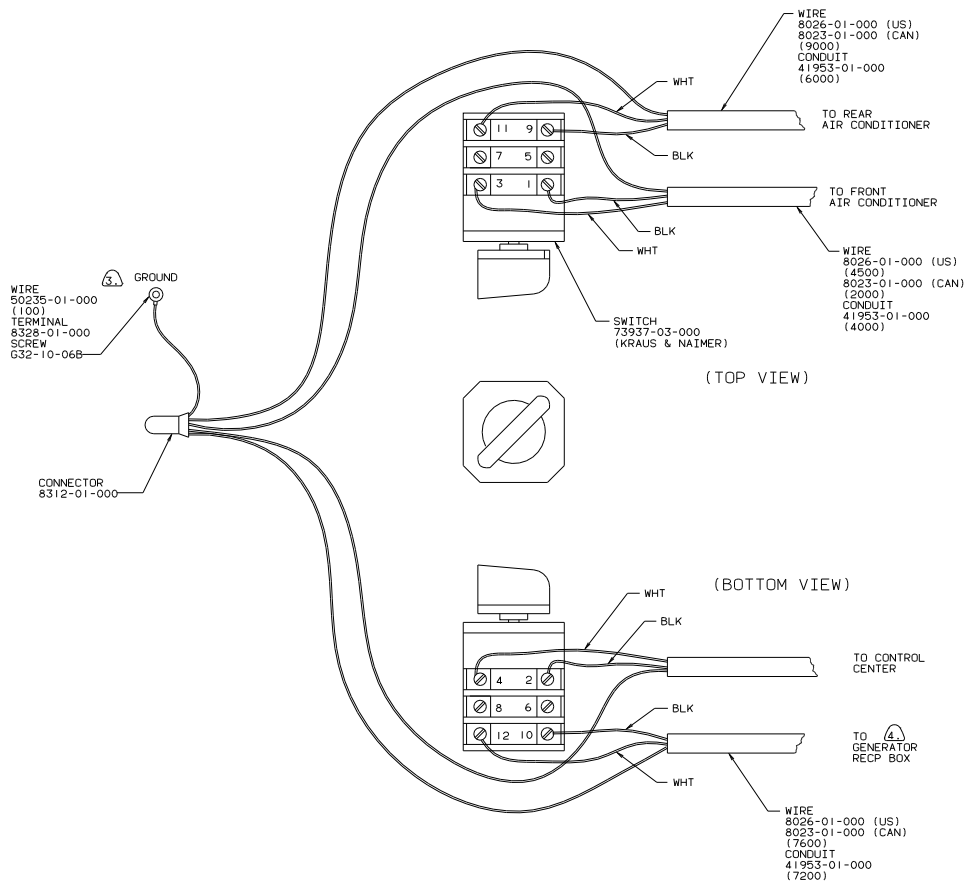 WIRE
8026-01-000 (US)
8023-01-000 (CAN)
(9000)
CONDUIT
41953-01-000
(6000)
WHT
TO REAR
AIR CONDITIONER
11 9
7 5
3 1
BLK
TO FRONT
AIR CONDITIONER
BLK
WHT
WIRE
8026-01-000 (US)
(4500)
8023-01-000 (CAN)
(2000)
CONDUIT
41953-01-000
(4000)
3. GROUND
WIRE
50235-01-000
(100)
TERMINAL
8328-01-000
SCREW
G32-10-06B
SWITCH
73937-03-000
(KRAUS & NAIMER)
(TOP VIEW)
CONNECTOR
8312-01-000
(BOTTOM VIEW)
WHT
BLK
TO CONTROL
CENTER
4 2
8 6
12 10
BLK
TO 4.
GENERATOR
RECP BOX
WHT
WIRE
8026-01-000 (US)
8023-01-000 (CAN)
(7600)
CONDUIT
41953-01-000
(7200)